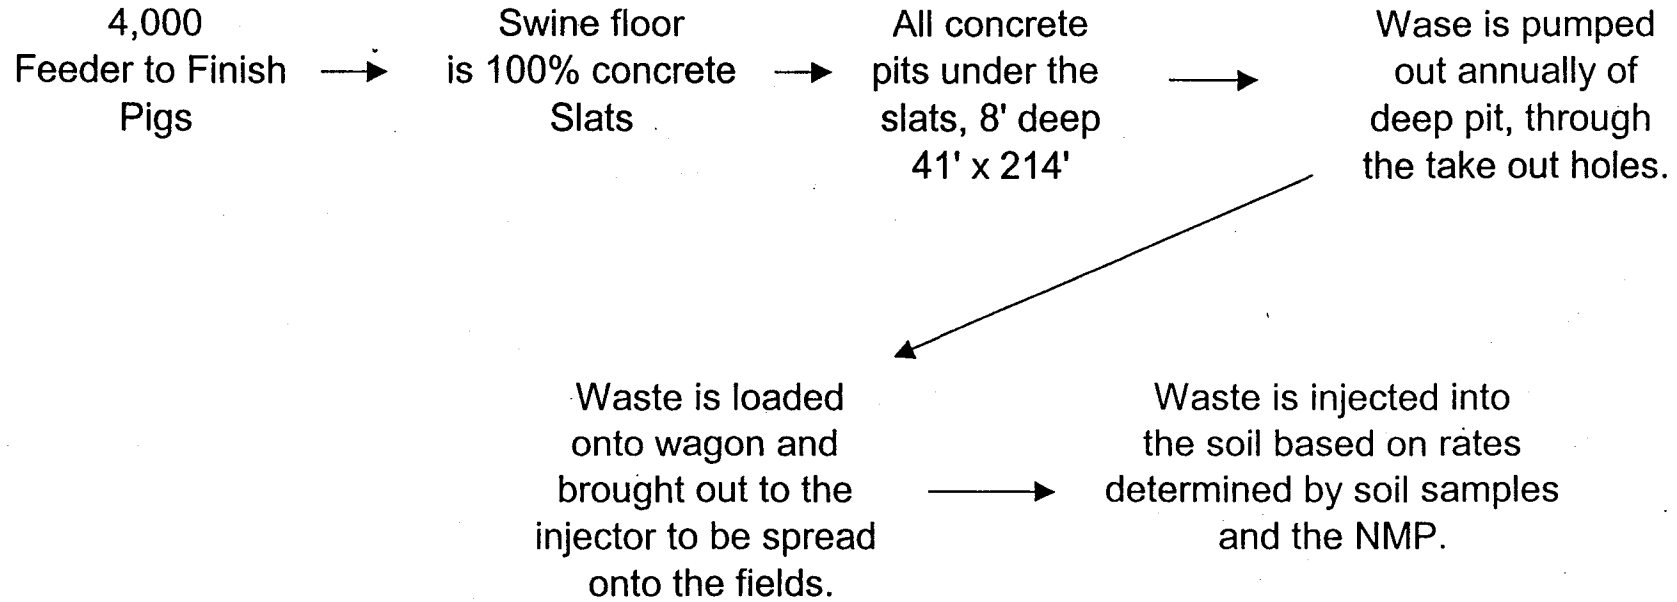 4,000
Feeder to Finish
Pigs
Swine floor
is 100% concrete
Slats
All concrete
pits under the
slats, 8' deep
41' x 214'
Wase is pumped
out annually of
deep pit, through
the take out holes.
Waste is loaded
onto wagon and
brought out to the
injector to be spread
onto the fields.
Waste is injected into
the soil based on rates
determined by soil samples
and the NMP.